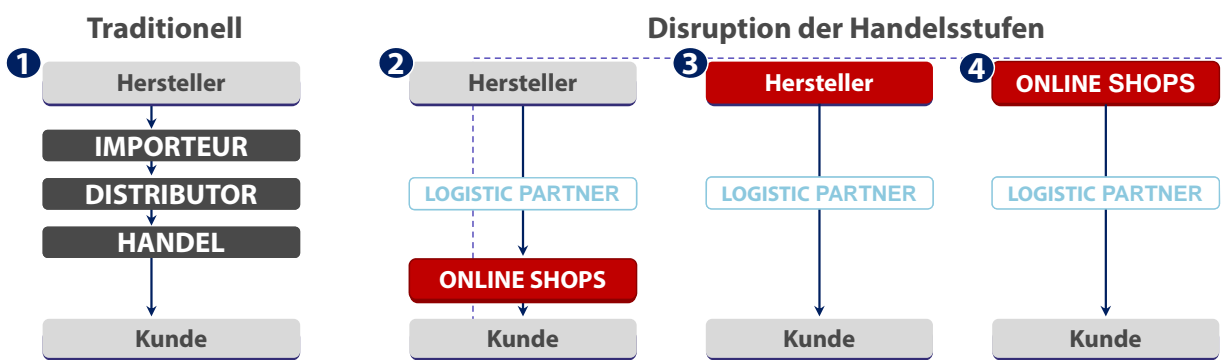 Traditionell
Disruption der Handelsstufen
1
Hersteller
IMPORTEUR
DISTRIBUTOR
HANDEL
Kunde
2
Hersteller
LOGISTIC PARTNER
ONLINE SHOPS
Kunde
3
Hersteller
LOGISTIC PARTNER
Kunde
4
ONLINE SHOPS
LOGISTIC PARTNER
Kunde